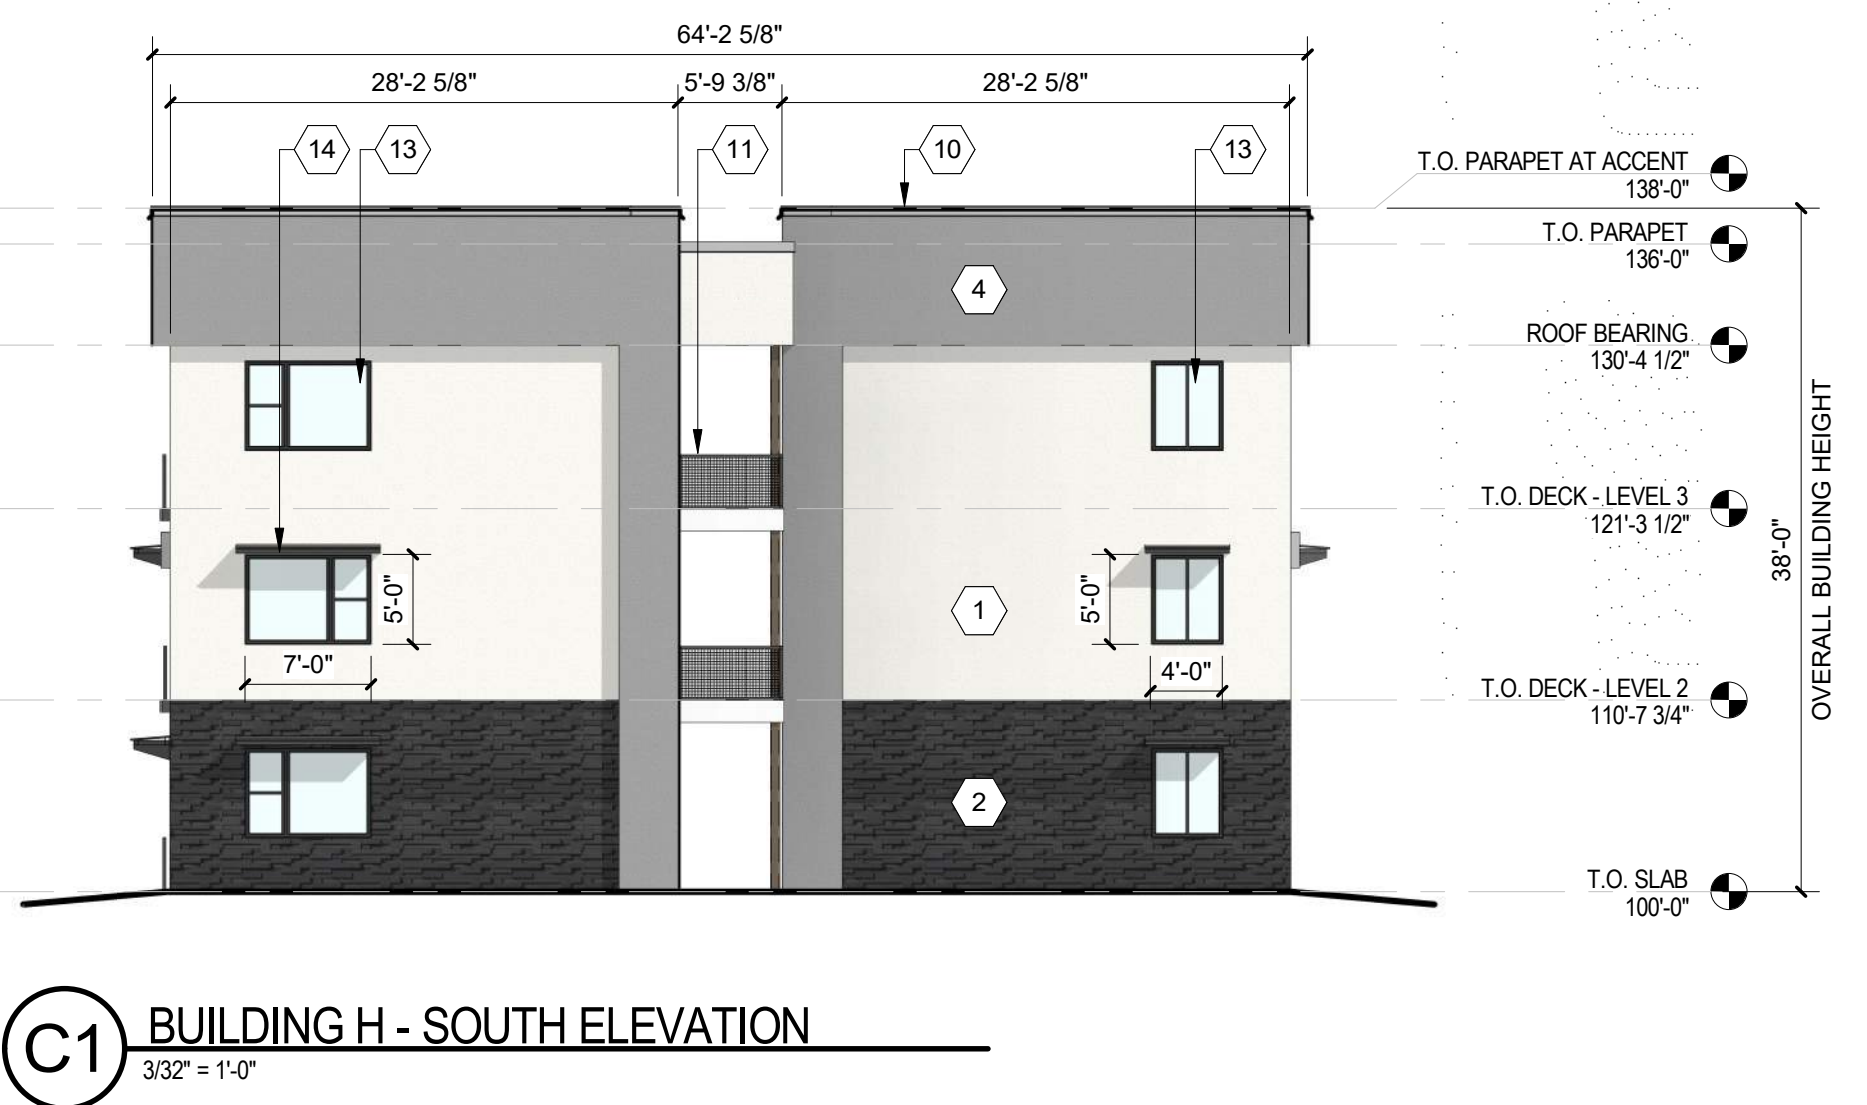 64'-2 5/8"
28'-2 5/8"
5'-9 3/8"
28'-2 5/8"
14
13
11
10
13
T.O. PARAPET AT ACCENT
138'-0"
T.O. PARAPET
136'-0"
4
ROOF BEARING
130'-4 1/2"
T.O. DECK - LEVEL 3
121'-3 1/2"
5'-0"
7'-0"
1
5'-0"
4'-0"
38'-0"
OVERALL BUILDING HEIGHT
T.O. DECK - LEVEL 2
110'-7 3/4"
2
T.O. SLAB
100'-0"
C1
BUILDING H - SOUTH ELEVATION
3/32" = 1'-0"